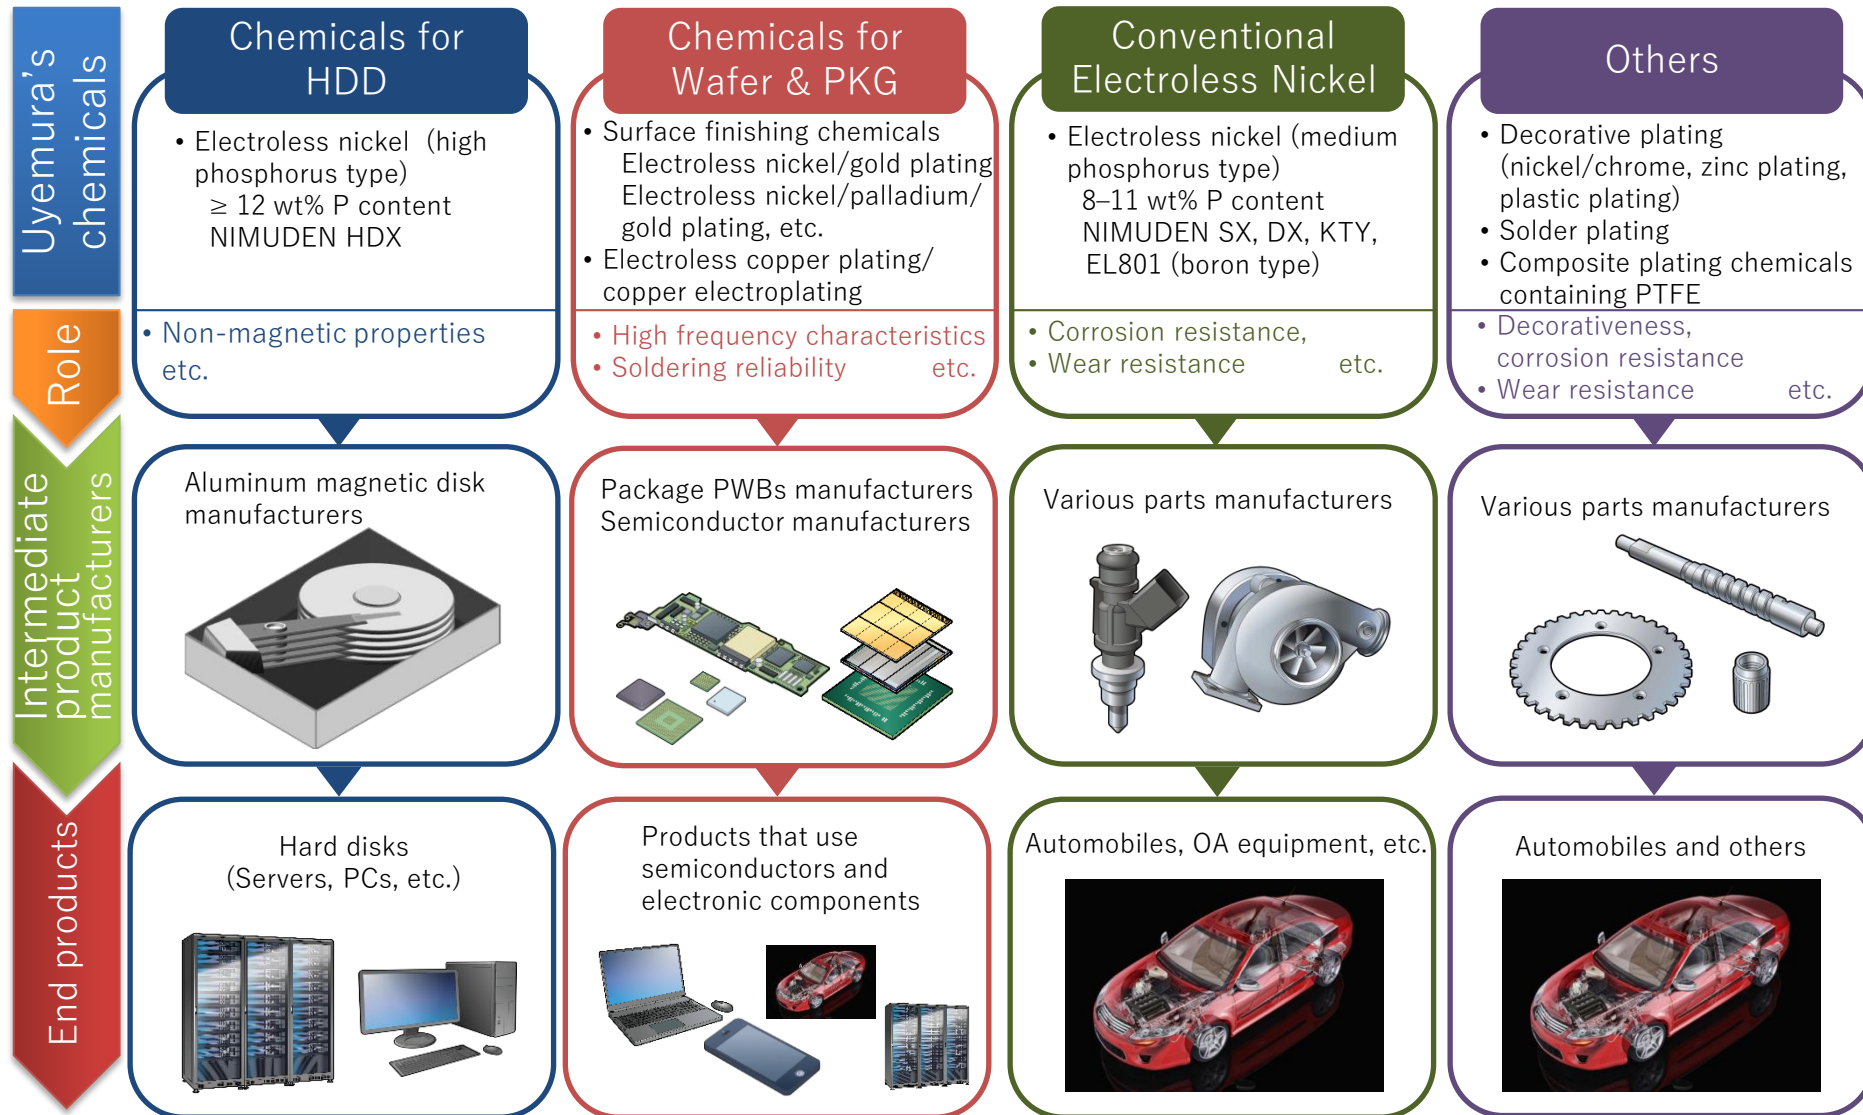 Uyemura's
chemicals
Chemicals for
HDD
• Electroless nickel (high
phosphorus type)
≥ 12 wt% P content
NIMUDEN HDX
Chemicals for
Wafer & PKG
• Surface finishing chemicals
Electroless nickel/gold plating
Electroless nickel/palladium/
gold plating, etc.
• Electroless copper plating/
copper electroplating
Conventional
Electroless Nickel
• Electroless nickel (medium
phosphorus type)
8–11 wt% P content
NIMUDEN SX, DX, KTY,
EL801 (boron type)
Others
• Decorative plating
(nickel/chrome, zinc plating,
plastic plating)
• Solder plating
• Composite plating chemicals
containing PTFE
Role
• Non-magnetic properties
etc.
• High frequency characteristics
• Soldering reliability etc.
• Corrosion resistance,
• Wear resistance etc.
• Decorativeness,
corrosion resistance
• Wear resistance etc.
Intermediate
product
manufacturers
Aluminum magnetic disk
manufacturers
Package PWBs manufacturers
Semiconductor manufacturers
Various parts manufacturers
Various parts manufacturers
End products
Hard disks
(Servers, PCs, etc.)
Products that use
semiconductors and
electronic components
Automobiles, OA equipment, etc.
Automobiles and others